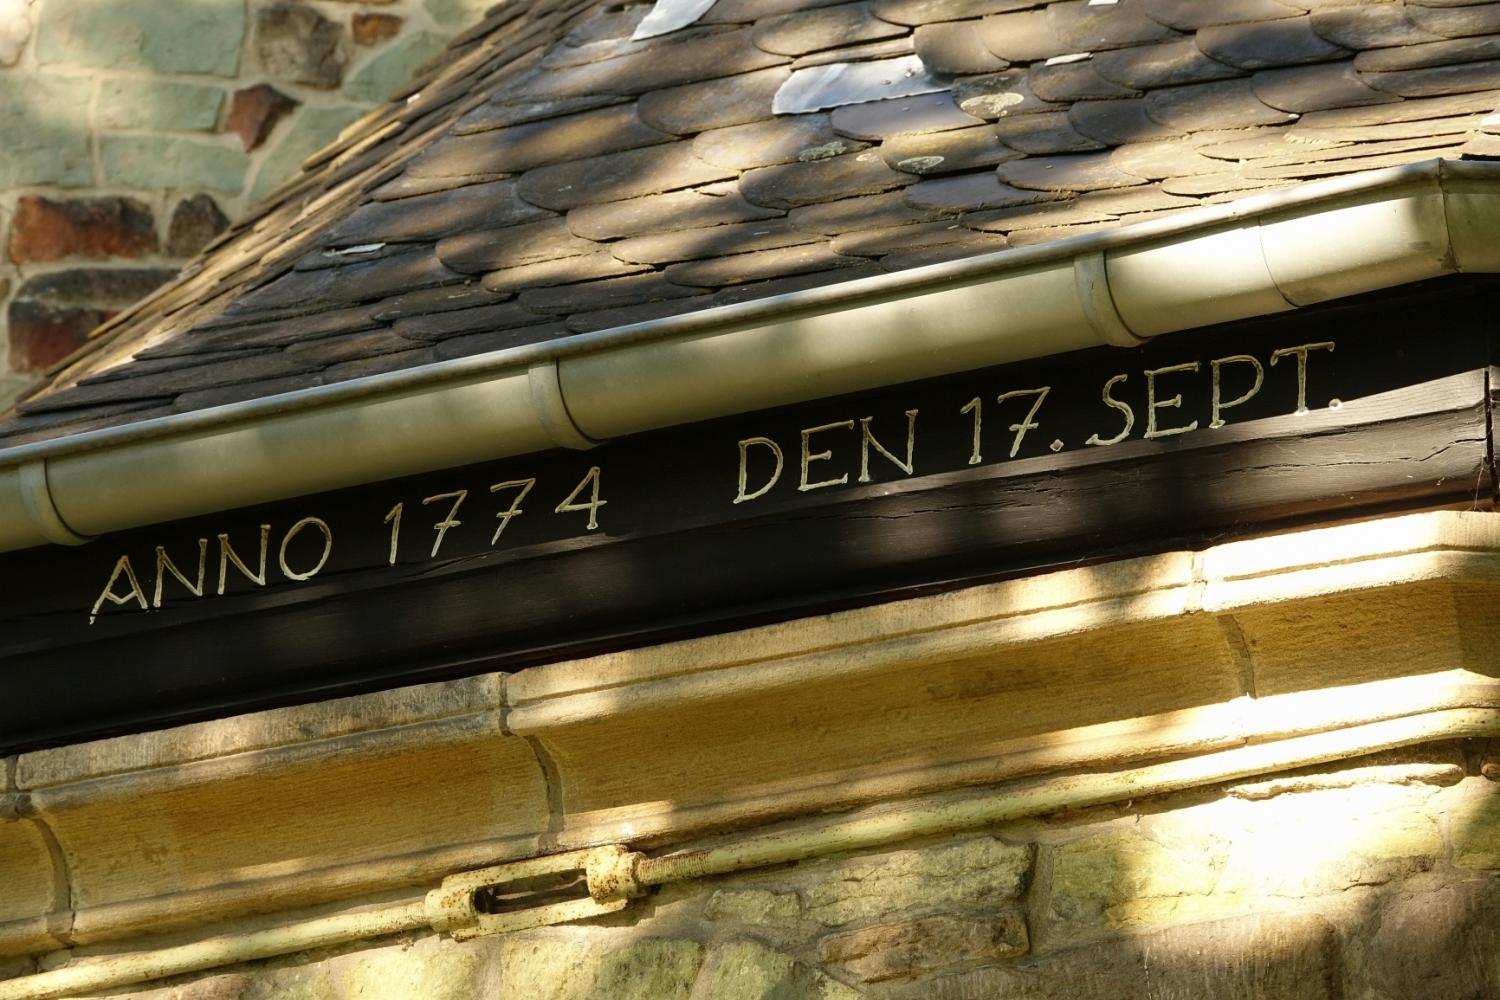 ANNO 1774 DEN 17. SEPT.